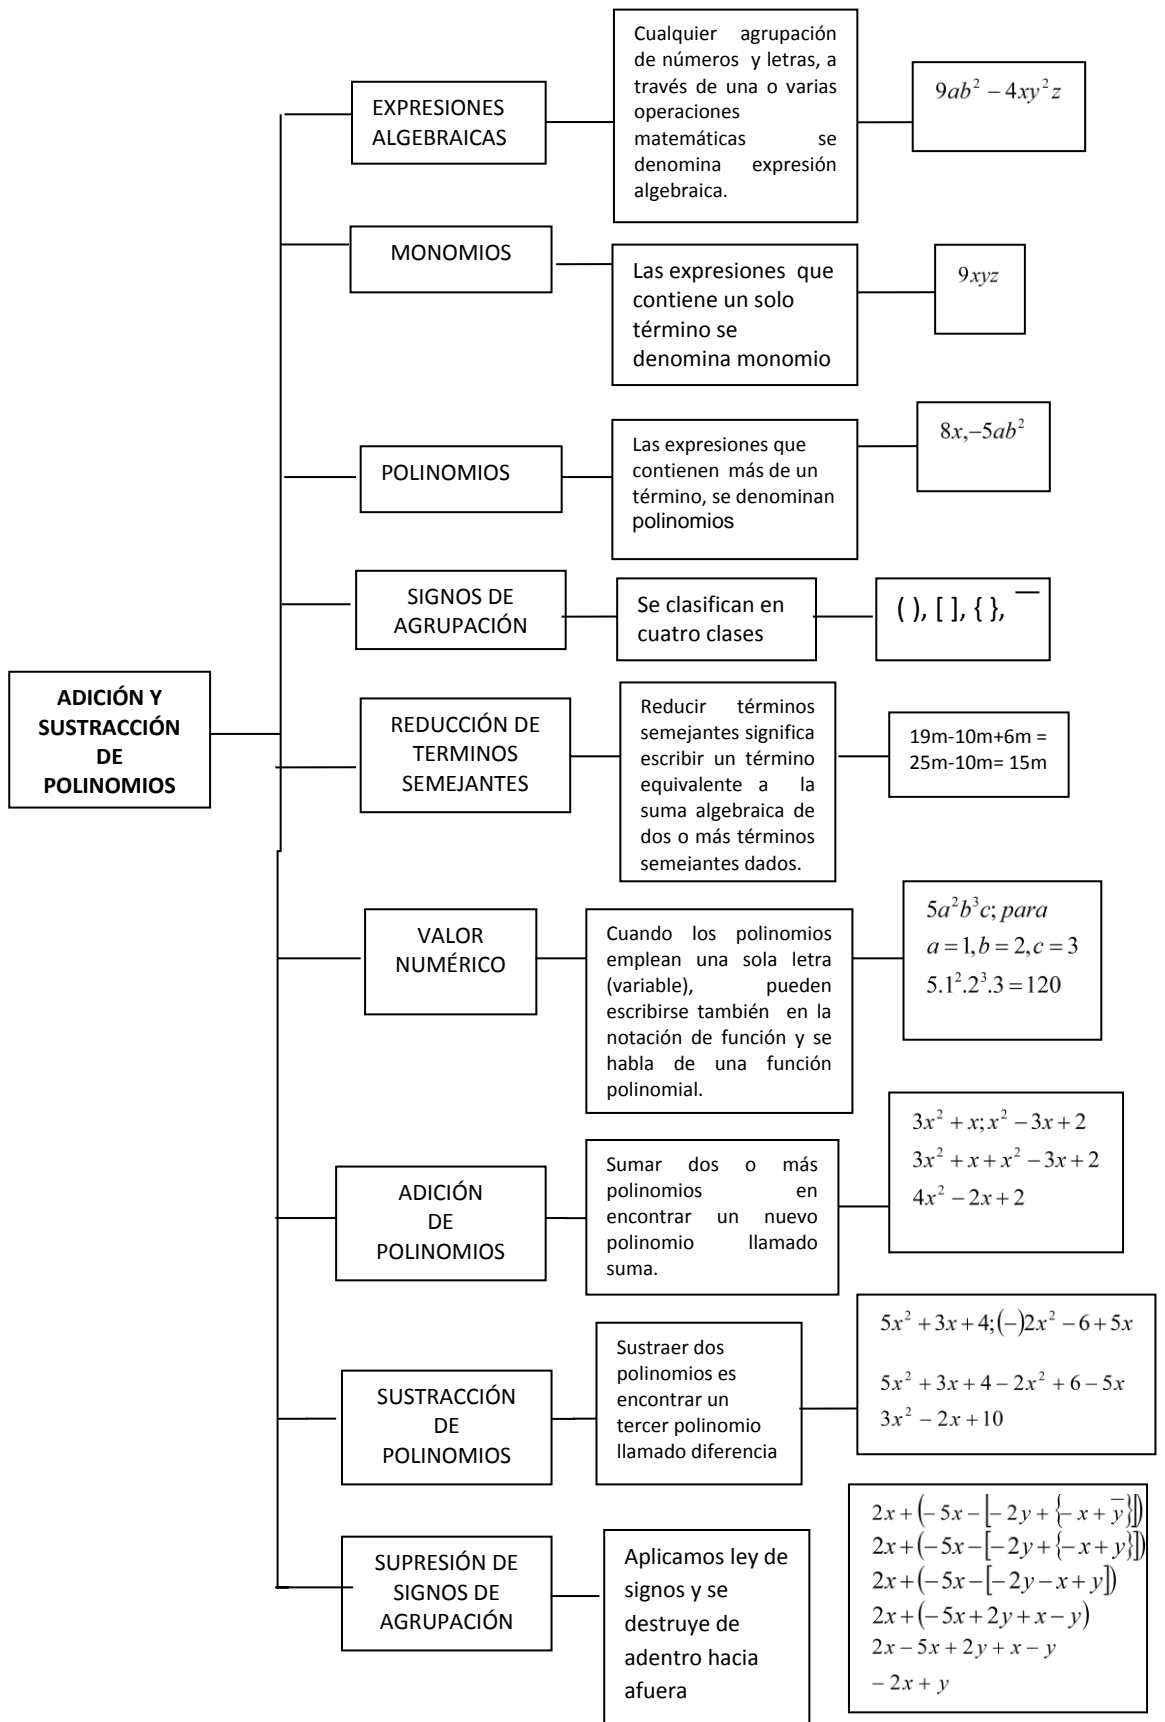 ADICIÓN Y
SUSTRACCIÓN
DE
POLINOMIOS
EXPRESIONES
ALGEBRAICAS
Cualquier agrupación
de números y letras, a
través de una o varias
operaciones
matemáticas se
denomina expresión
algebraica.
9ab² − 4xy²z
MONOMIOS
Las expresiones que
contiene un solo
término se
denomina monomio
9xyz
POLINOMIOS
Las expresiones que
contienen más de un
término, se denominan
polinomios
8x,−5ab²
SIGNOS DE
AGRUPACIÓN
Se clasifican en
cuatro clases
( ), [ ], { }, ‾
REDUCCIÓN DE
TERMINOS
SEMEJANTES
Reducir términos
semejantes significa
escribir un término
equivalente a la
suma algebraica de
dos o más términos
semejantes dados.
19m-10m+6m =
25m-10m= 15m
VALOR
NUMÉRICO
Cuando los polinomios
emplean una sola letra
(variable), pueden
escribirse también en la
notación de función y se
habla de una función
polinomial.
5a²b³c; para
a = 1, b = 2, c = 3
5.1².2³.3 = 120
ADICIÓN
DE
POLINOMIOS
Sumar dos o más
polinomios en
encontrar un nuevo
polinomio llamado
suma.
3x² + x; x² − 3x + 2
3x² + x + x² − 3x + 2
4x² − 2x + 2
SUSTRACCIÓN
DE
POLINOMIOS
Sustraer dos
polinomios es
encontrar un
tercer polinomio
llamado diferencia
5x² + 3x + 4; (−)2x² − 6 + 5x
5x² + 3x + 4 − 2x² + 6 − 5x
3x² − 2x + 10
SUPRESIÓN DE
SIGNOS DE
AGRUPACIÓN
Aplicamos ley de
signos y se
destruye de
adentro hacia
afuera
2x + (− 5x − [− 2y + {− x + y̅}])
2x + (− 5x − [− 2y + {− x + y}])
2x + (− 5x − [− 2y − x + y])
2x + (− 5x + 2y + x − y)
2x − 5x + 2y + x − y
− 2x + y